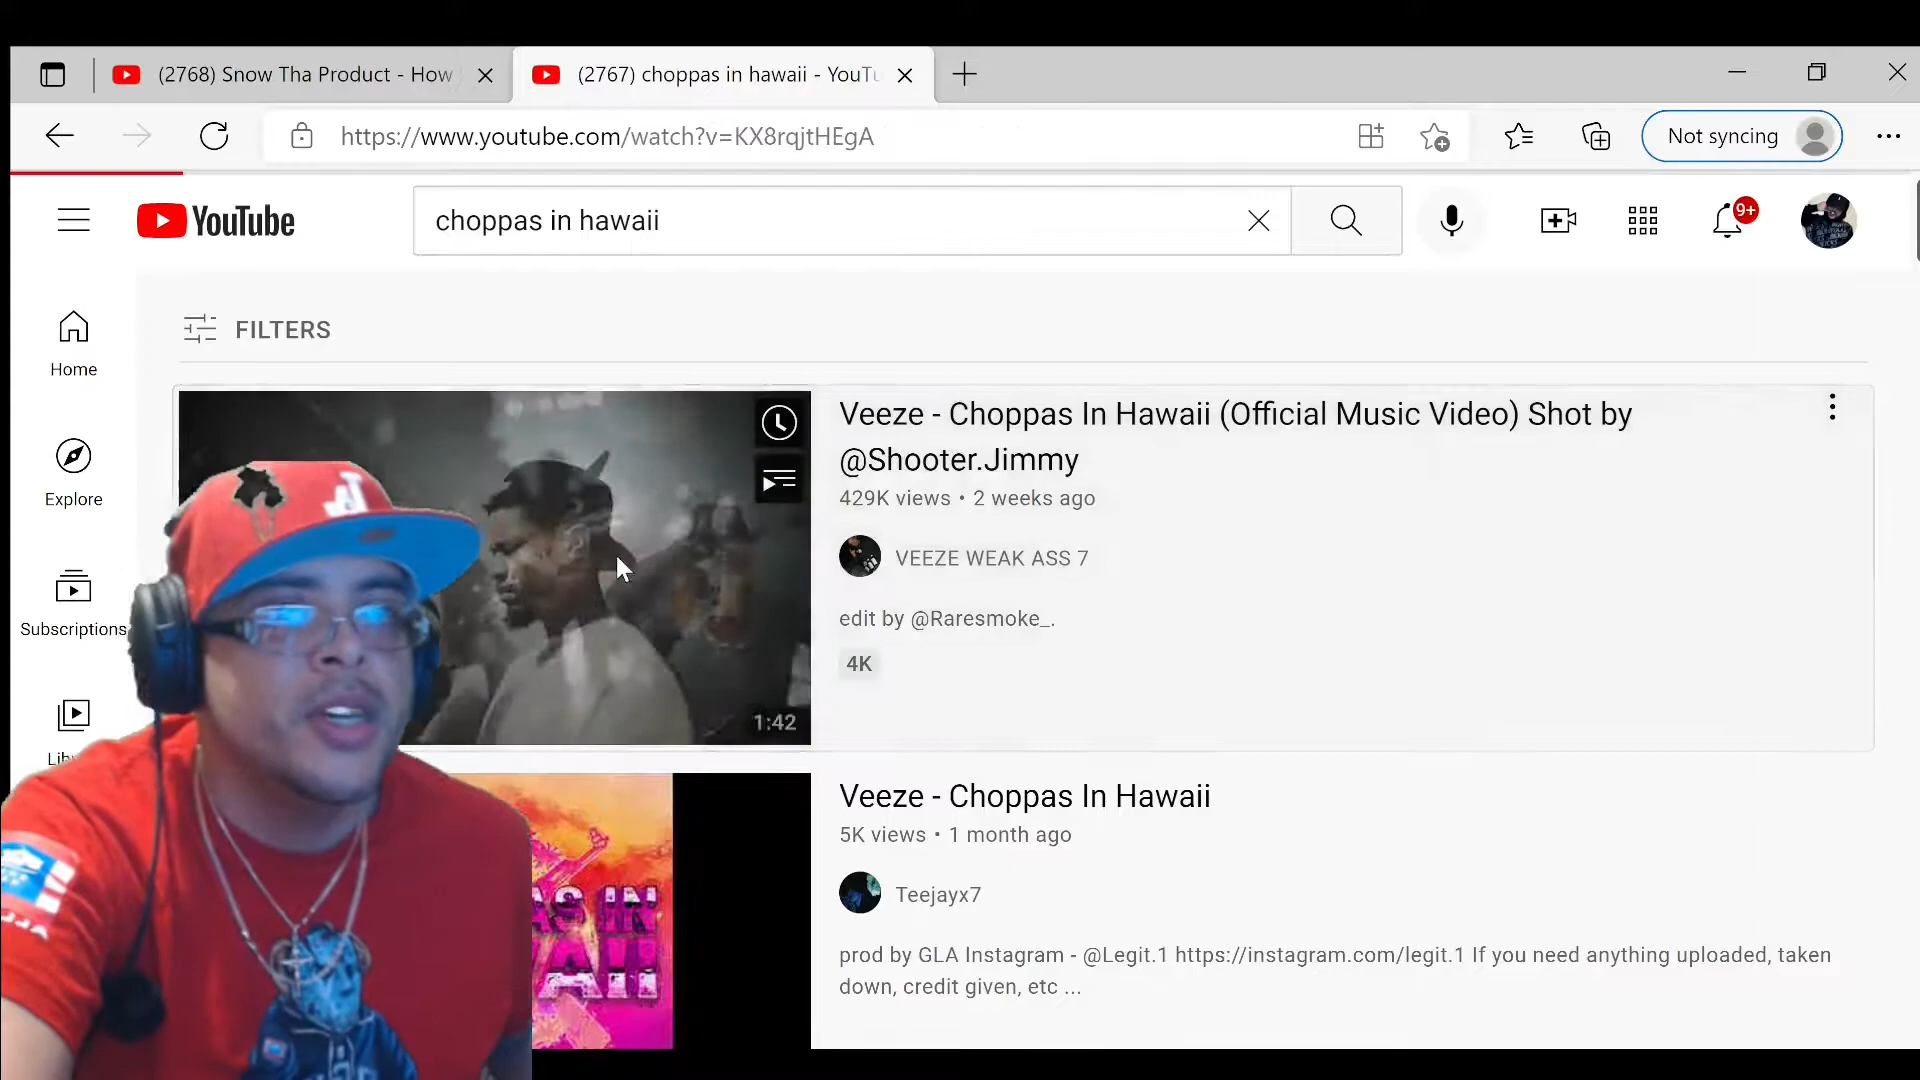 (2768) Snow Tha Product - How
(2767) choppas in hawaii - YouTu
https://www.youtube.com/watch?v=KX8rqjtHEgA
Not syncing
YouTube
choppas in hawaii
9+
FILTERS
Home
Explore
Subscriptions
Veeze - Choppas In Hawaii (Official Music Video) Shot by
@Shooter.Jimmy
429K views • 2 weeks ago
VEEZE WEAK ASS 7
edit by @Raresmoke_.
4K
1:42
Veeze - Choppas In Hawaii
5K views • 1 month ago
Teejayx7
prod by GLA Instagram - @Legit.1 https://instagram.com/legit.1 If you need anything uploaded, taken
down, credit given, etc ...